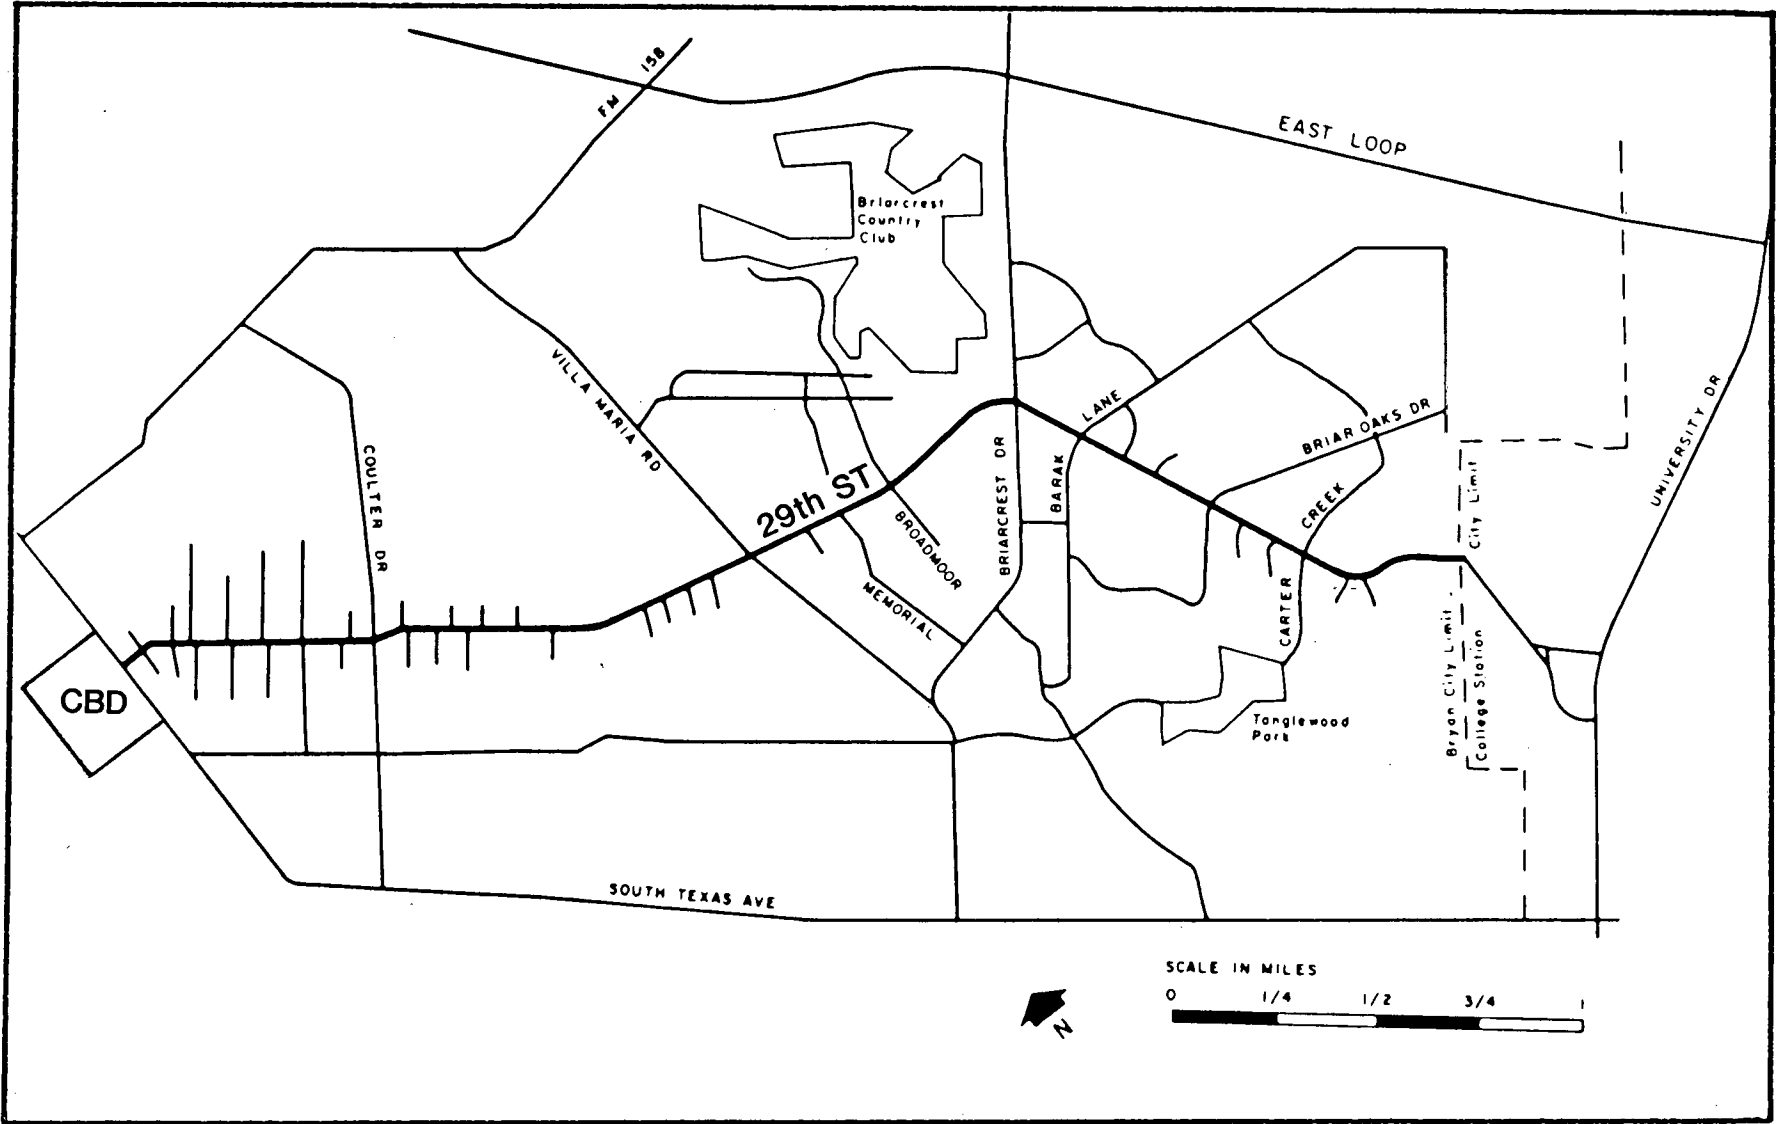 FM 158
EAST LOOP
Briarcrest
Country
Club
VILLA MARIA RD
LANE
BRIAR OAKS DR
UNIVERSITY DR
COULTER DR
29th ST
BRIARCREST DR
BARAK
CREEK
City Limit
BROADMOOR
MEMORIAL
CARTER
CBD
Bryan City Limit
College Station
Tanglewood
Park
SOUTH TEXAS AVE
SCALE IN MILES
0 1/4 1/2 3/4 1
N